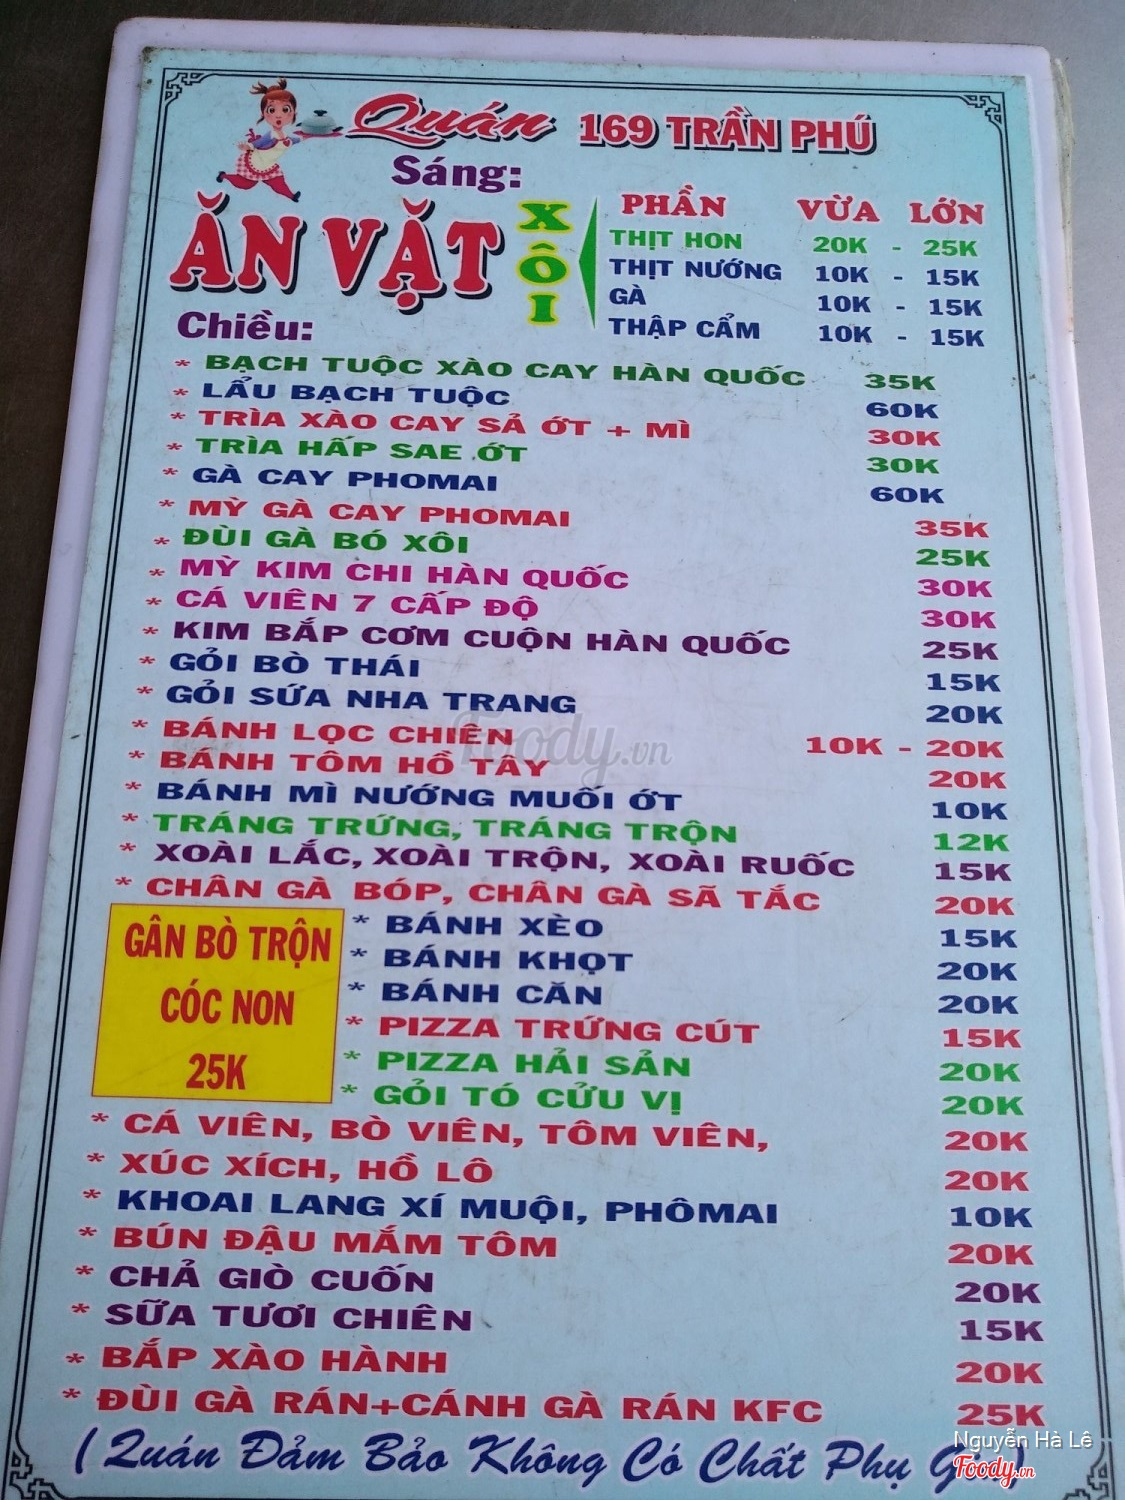 Quán 169 TRẦN PHÚ
Sáng:
ĂN VẶT
XÔI
PHẦN VỪA LỚN
THỊT HON 20K - 25K
THỊT NƯỚNG 10K - 15K
GÀ 10K - 15K
THẬP CẨM 10K - 15K
Chiều:
* BẠCH TUỘC XÀO CAY HÀN QUỐC 35K
* LẨU BẠCH TUỘC 60K
* TRÌA XÀO CAY SẢ ỚT + MÌ 30K
* TRÌA HẤP SAE ỚT 30K
* GÀ CAY PHOMAI 60K
* MỲ GÀ CAY PHOMAI 35K
* ĐÙI GÀ BÓ XÔI 25K
* MỲ KIM CHI HÀN QUỐC 30K
* CÁ VIÊN 7 CẤP ĐỘ 30K
* KIM BẮP CƠM CUỘN HÀN QUỐC 25K
* GỎI BÒ THÁI 15K
* GỎI SỨA NHA TRANG 20K
* BÁNH LỌC CHIÊN 10K - 20K
* BÁNH TÔM HỒ TÂY 20K
* BÁNH MÌ NƯỚNG MUỐI ỚT 10K
* TRÁNG TRỨNG, TRÁNG TRỘN 12K
* XOÀI LẮC, XOÀI TRỘN, XOÀI RUỐC 15K
* CHÂN GÀ BÓP, CHÂN GÀ SÃ TẮC 20K
GÂN BÒ TRỘN
CÓC NON
25K
* BÁNH XÈO 15K
* BÁNH KHỌT 20K
* BÁNH CĂN 20K
* PIZZA TRỨNG CÚT 15K
* PIZZA HẢI SẢN 20K
* GỎI TÓ CỬU VỊ 20K
* CÁ VIÊN, BÒ VIÊN, TÔM VIÊN, 20K
* XÚC XÍCH, HỒ LÔ 20K
* KHOAI LANG XÍ MUỘI, PHÔMAI 10K
* BÚN ĐẬU MẮM TÔM 20K
* CHẢ GIÒ CUỐN 20K
* SỮA TƯƠI CHIÊN 15K
* BẮP XÀO HÀNH 20K
* ĐÙI GÀ RÁN+CÁNH GÀ RÁN KFC 25K
(Quán Đảm Bảo Không Có Chất Phụ Gia)
Foody.vn
Nguyễn Hà Lê
Foody.vn